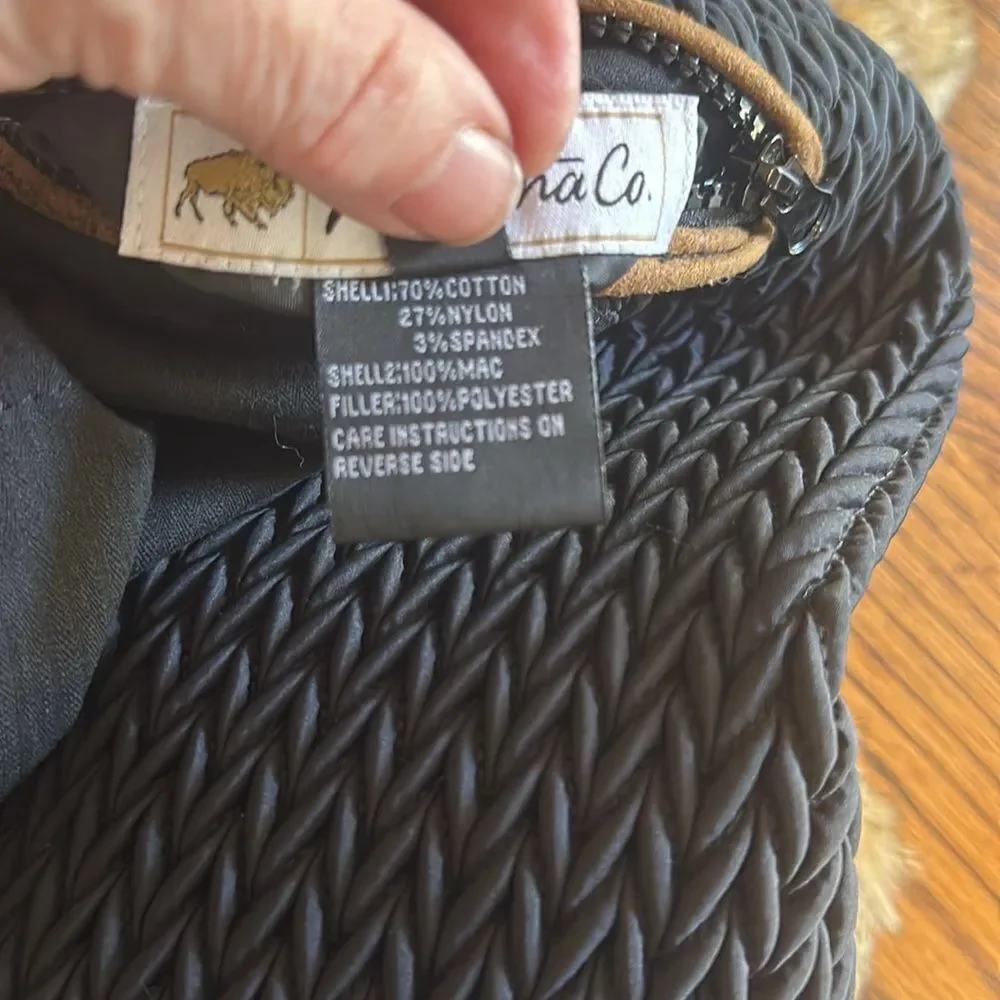 Co.
SHELL1:70%COTTON
27%NYLON
3%SPANDEX
SHELL2:100%MAC
FILLER:100%POLYESTER
CARE INSTRUCTIONS ON
REVERSE SIDE